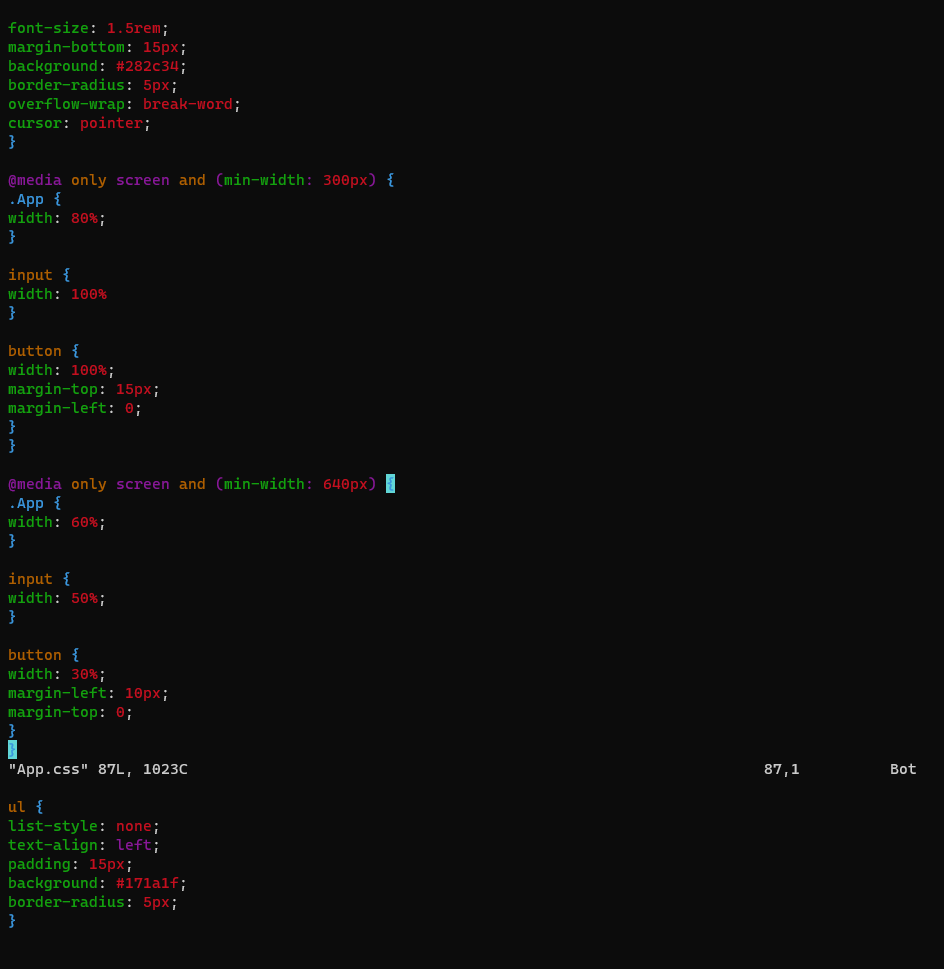 font-size: 1.5rem;
margin-bottom: 15px;
background: #282c34;
border-radius: 5px;
overflow-wrap: break-word;
cursor: pointer;
}

@media only screen and (min-width: 300px) {
.App {
width: 80%;
}

input {
width: 100%
}

button {
width: 100%;
margin-top: 15px;
margin-left: 0;
}
}

@media only screen and (min-width: 640px) {
.App {
width: 60%;
}

input {
width: 50%;
}

button {
width: 30%;
margin-left: 10px;
margin-top: 0;
}
}
"App.css" 87L, 1023C 87,1 Bot

ul {
list-style: none;
text-align: left;
padding: 15px;
background: #171a1f;
border-radius: 5px;
}